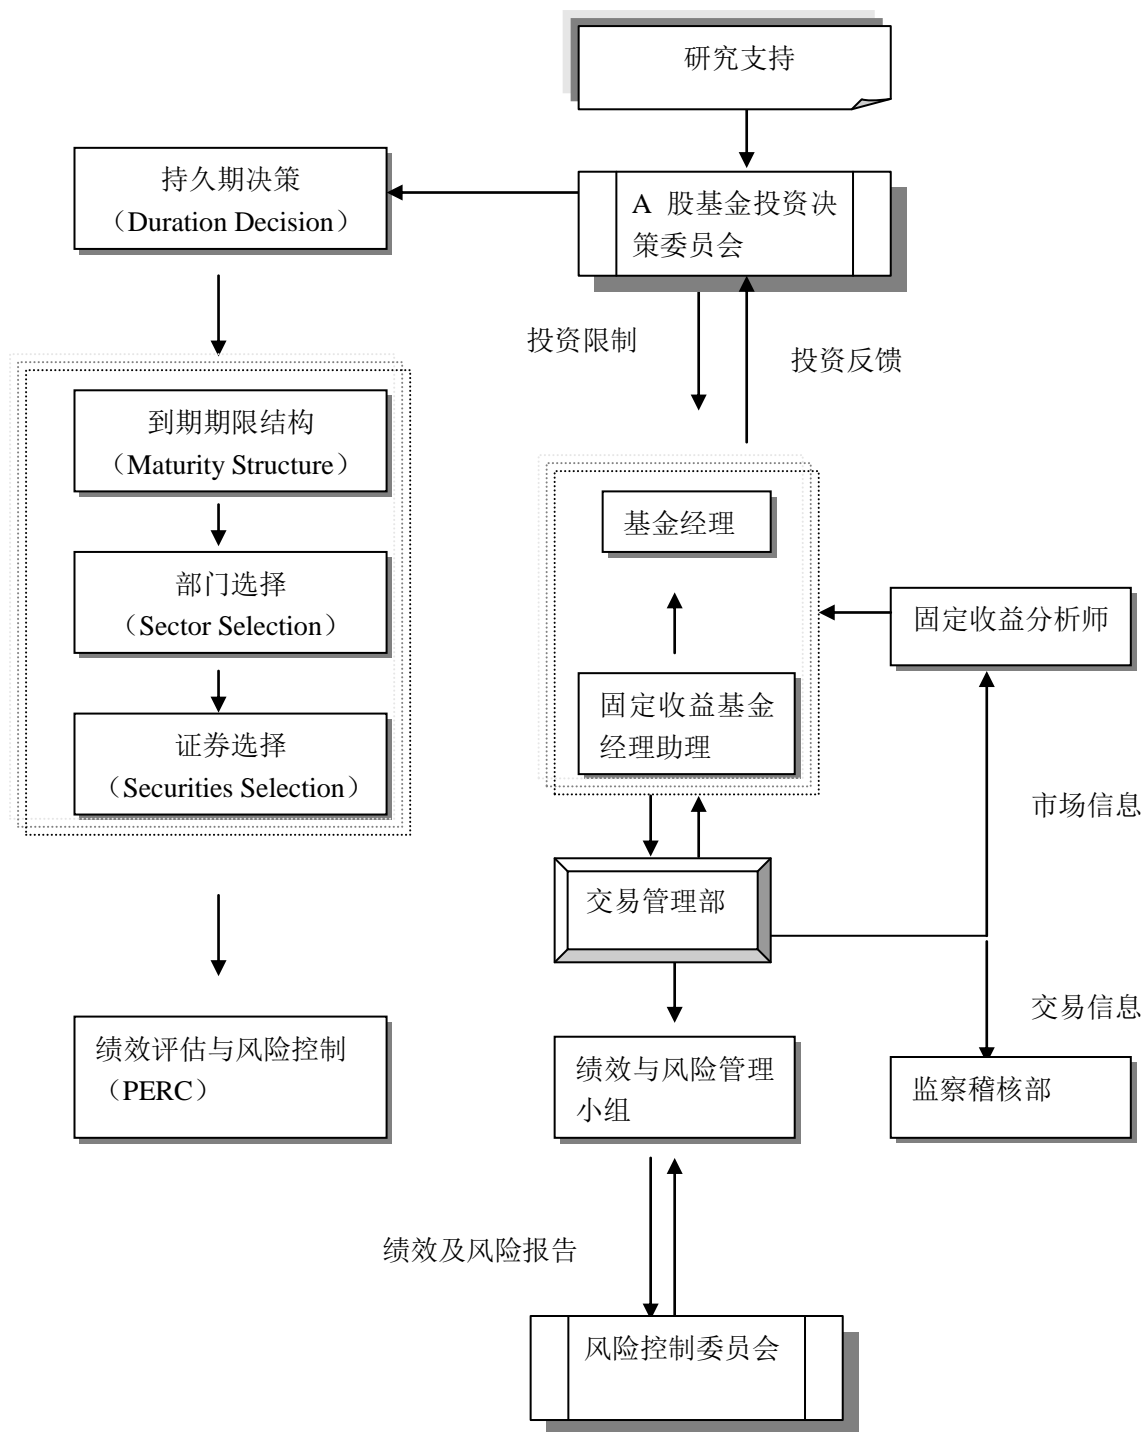 研究支持
持久期决策
（Duration Decision）
A 股基金投资决
策委员会
投资限制
投资反馈
到期期限结构
（Maturity Structure）
基金经理
部门选择
（Sector Selection）
固定收益分析师
固定收益基金
经理助理
证券选择
（Securities Selection）
市场信息
交易管理部
交易信息
绩效评估与风险控制
（PERC）
绩效与风险管理
小组
监察稽核部
绩效及风险报告
风险控制委员会